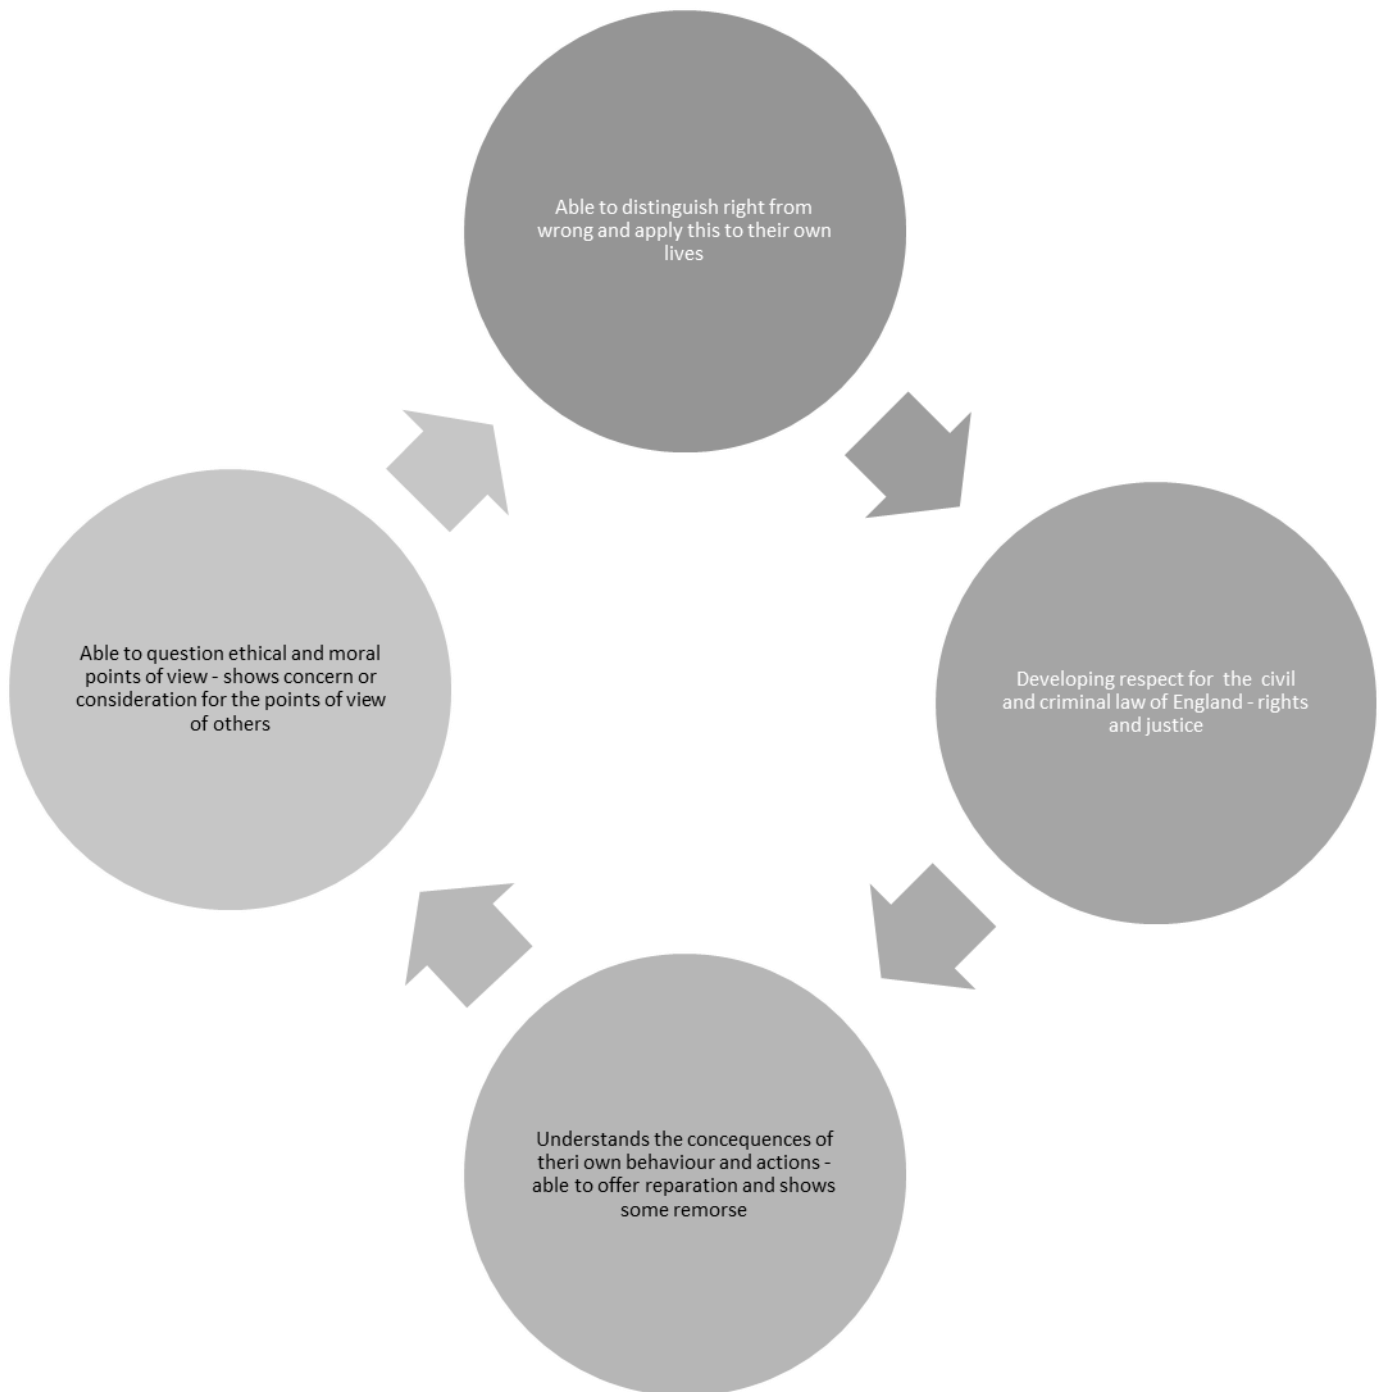 Able to distinguish right from
wrong and apply this to their own
lives
Developing respect for  the  civil
and criminal law of England - rights
and justice
Understands the concequences of
theri own behaviour and actions -
able to offer reparation and shows
some remorse
Able to question ethical and moral
points of view - shows concern or
consideration for the points of view
of others